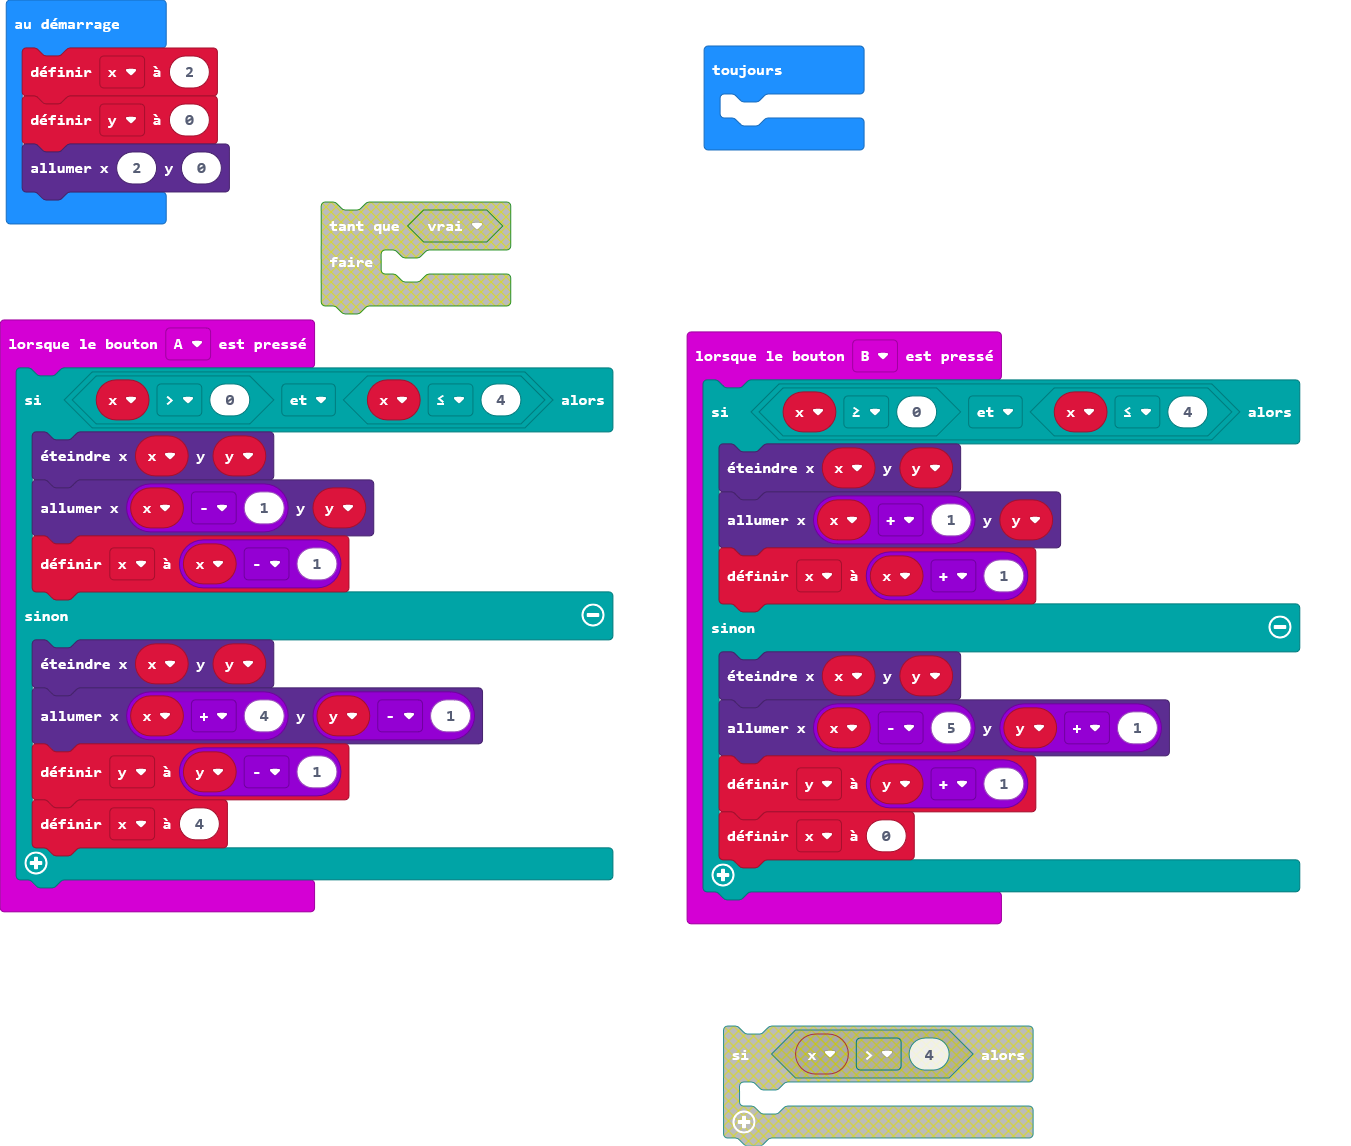 au démarrage
définir x à 2
définir y à 0
allumer x 2 y 0
toujours
tant que vrai
faire
lorsque le bouton A est pressé
si x > 0 et x ≤ 4 alors
éteindre x x y y
allumer x x - 1 y y
définir x à x - 1
sinon
éteindre x x y y
allumer x x + 4 y y - 1
définir y à y - 1
définir x à 4
lorsque le bouton B est pressé
si x ≥ 0 et x ≤ 4 alors
éteindre x x y y
allumer x x + 1 y y
définir x à x + 1
sinon
éteindre x x y y
allumer x x - 5 y y + 1
définir y à y + 1
définir x à 0
si x > 4 alors